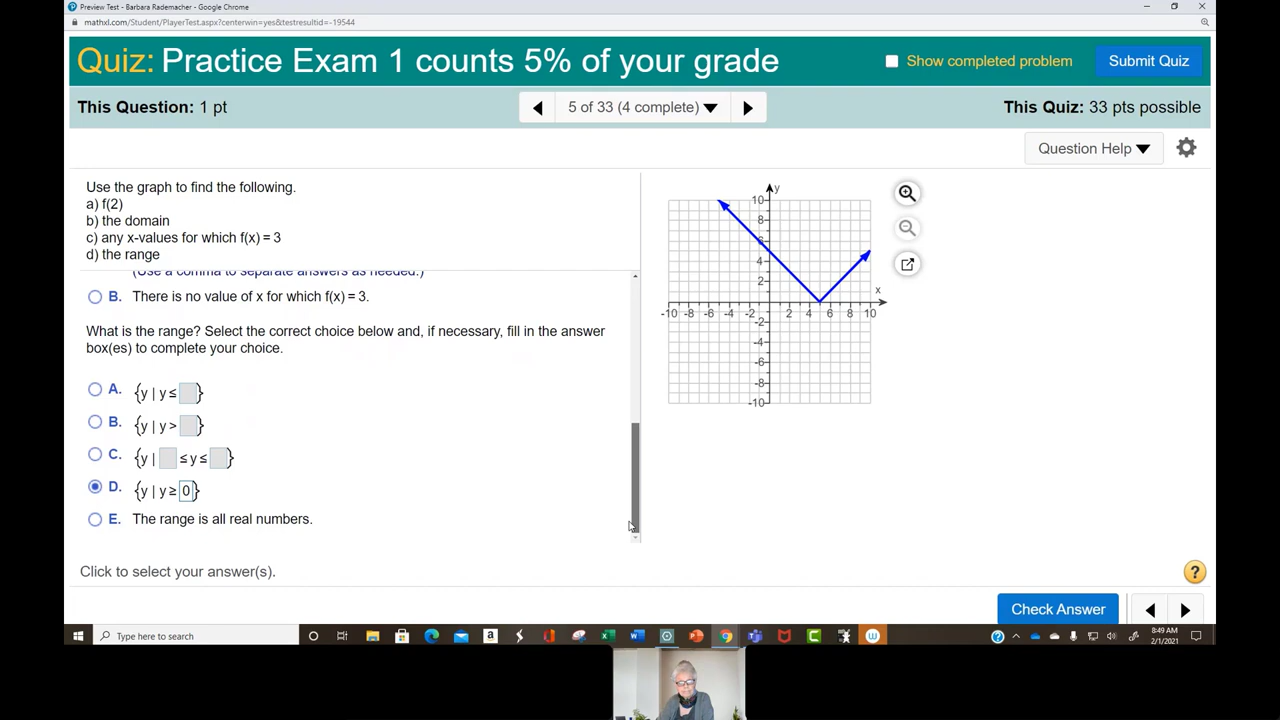 Preview Test - Barbara Rademacher - Google Chrome
mathxl.com/Student/PlayerTest.aspx?centerwin=yes&testresultid=-19544
Quiz: Practice Exam 1 counts 5% of your grade
Show completed problem
Submit Quiz
This Question: 1 pt
5 of 33 (4 complete)
This Quiz: 33 pts possible
Question Help
Use the graph to find the following.
a) f(2)
b) the domain
c) any x-values for which f(x) = 3
d) the range
(Use a comma to separate answers as needed.)
B. There is no value of x for which f(x) = 3.
What is the range? Select the correct choice below and, if necessary, fill in the answer
box(es) to complete your choice.
A. {y | y ≤ }
B. {y | y > }
C. {y | ≤ y ≤ }
D. {y | y ≥ 0}
E. The range is all real numbers.
y
10
8
6
4
2
x
-10 -8 -6 -4 -2 2 4 6 8 10
-2
-4
-6
-8
-10
Click to select your answer(s).
?
Check Answer
Type here to search
8:49 AM
2/1/2021